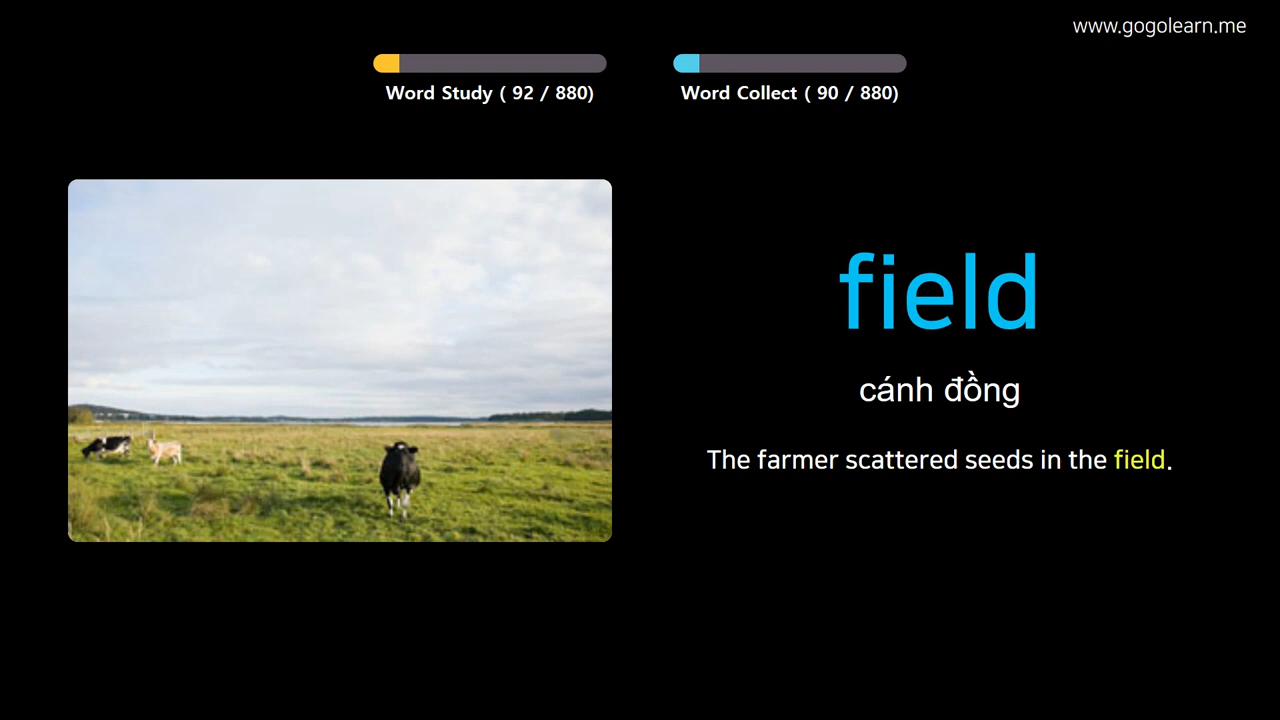 www.gogolearn.me
Word Study ( 92 / 880)
Word Collect ( 90 / 880)
field
cánh đồng
The farmer scattered seeds in the field.